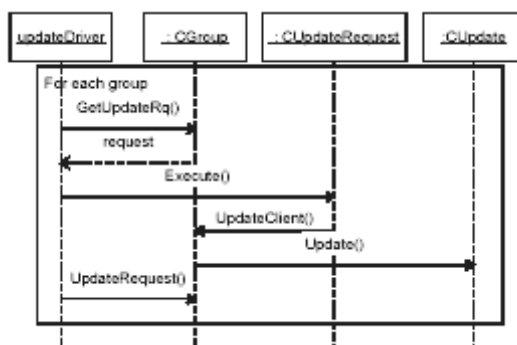 updateDriver
: CGroup
: CUpdateRequest
:CUpdate
For each group
GetUpdateRq()
request
Execute()
UpdateClient()
Update()
UpdateRequest()